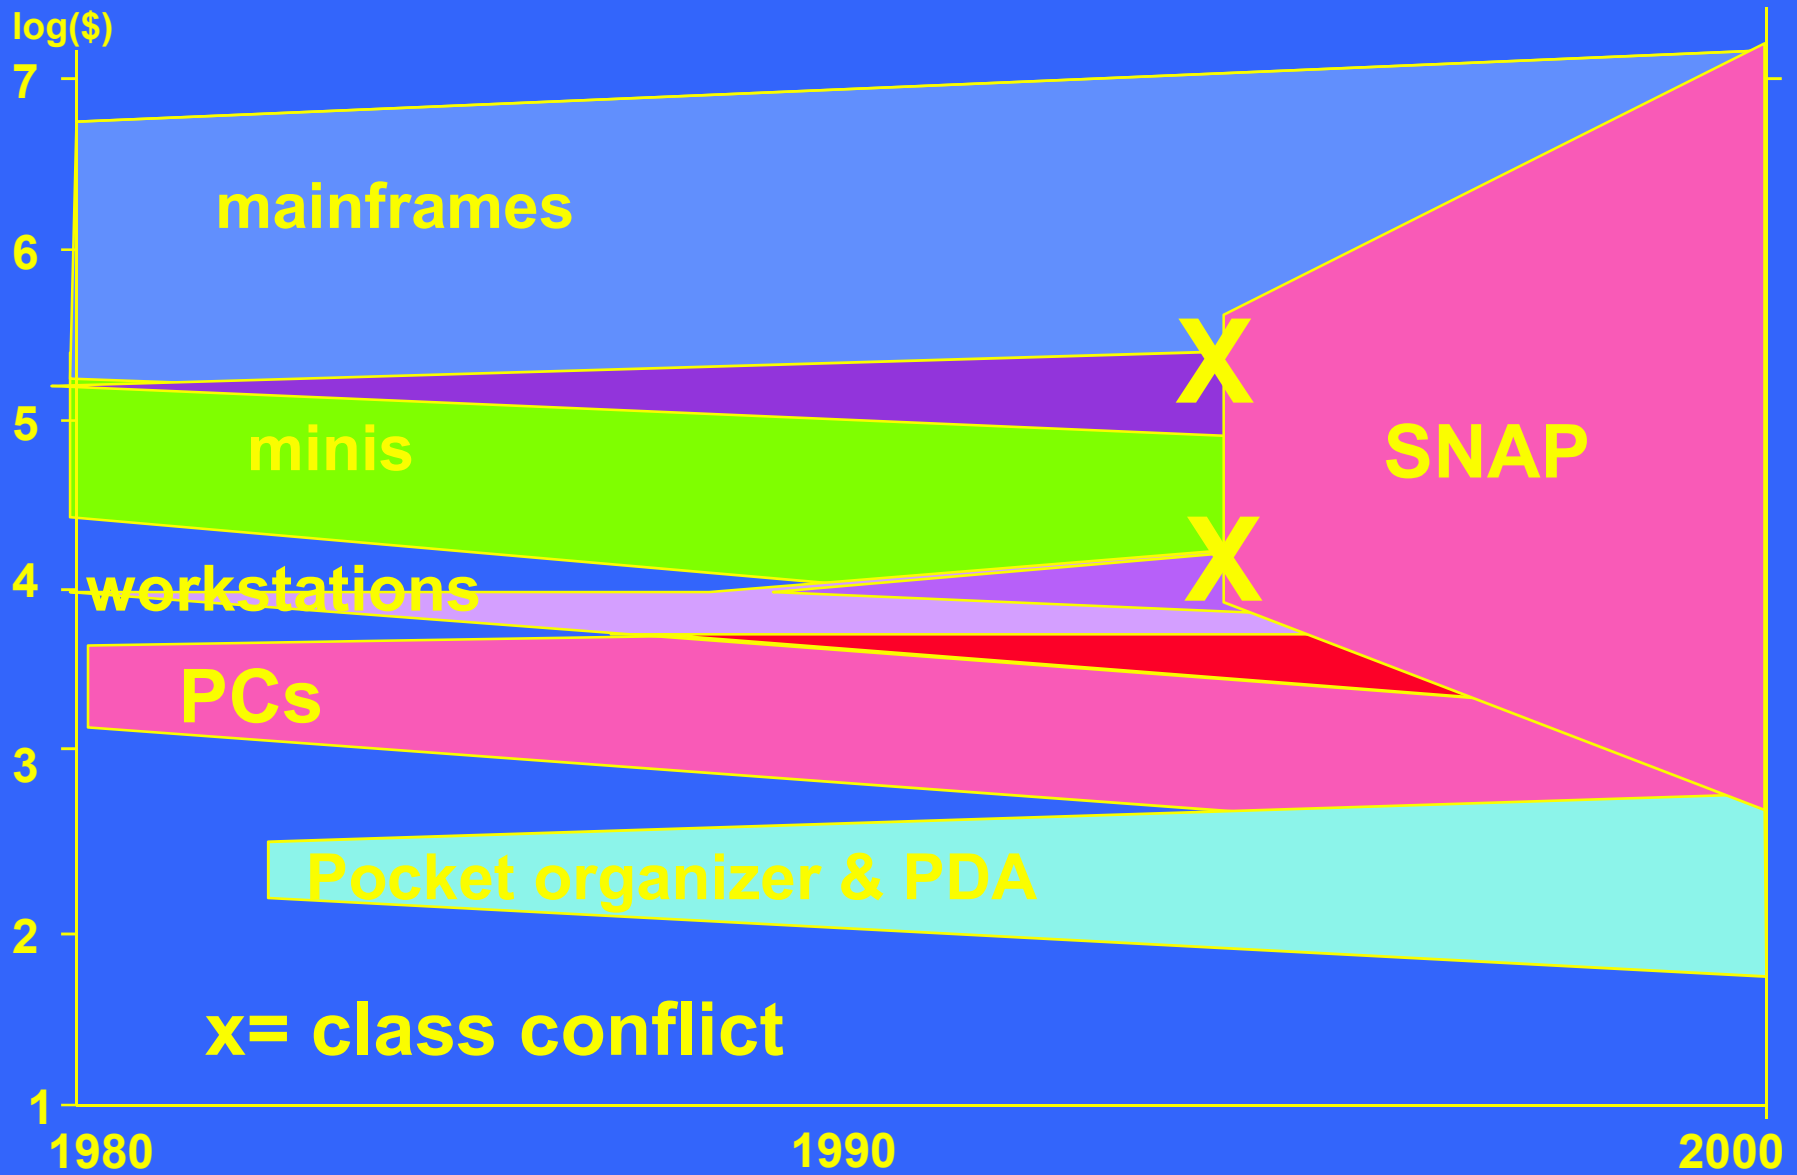 log($)
7
mainframes
6
X
5
minis
SNAP
X
4
workstations
PCs
3
Pocket organizer & PDA
2
x= class conflict
1
1980
1990
2000